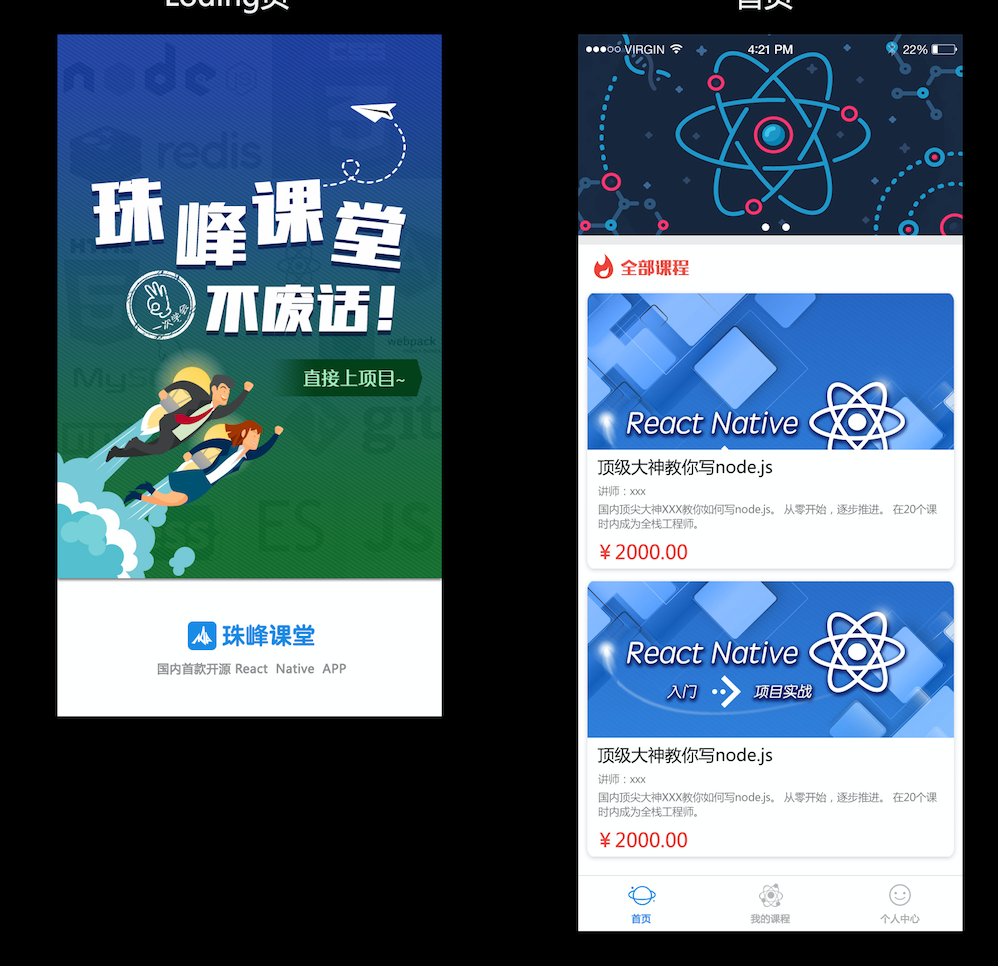 Loding页
node
redis
珠峰课堂
不废话!
一次学会
webpack
直接上项目~
git
ES
JS
珠峰课堂
国内首款开源 React Native APP
首页
VIRGIN
4:21 PM
22%
全部课程
React Native
顶级大神教你写node.js
讲师：xxx
国内顶尖大神XXX教你如何写node.js。 从零开始，逐步推进。 在20个课
时内成为全栈工程师。
¥2000.00
React Native
入门
项目实战
顶级大神教你写node.js
讲师：xxx
国内顶尖大神XXX教你如何写node.js。 从零开始，逐步推进。 在20个课
时内成为全栈工程师。
¥2000.00
首页
我的课程
个人中心